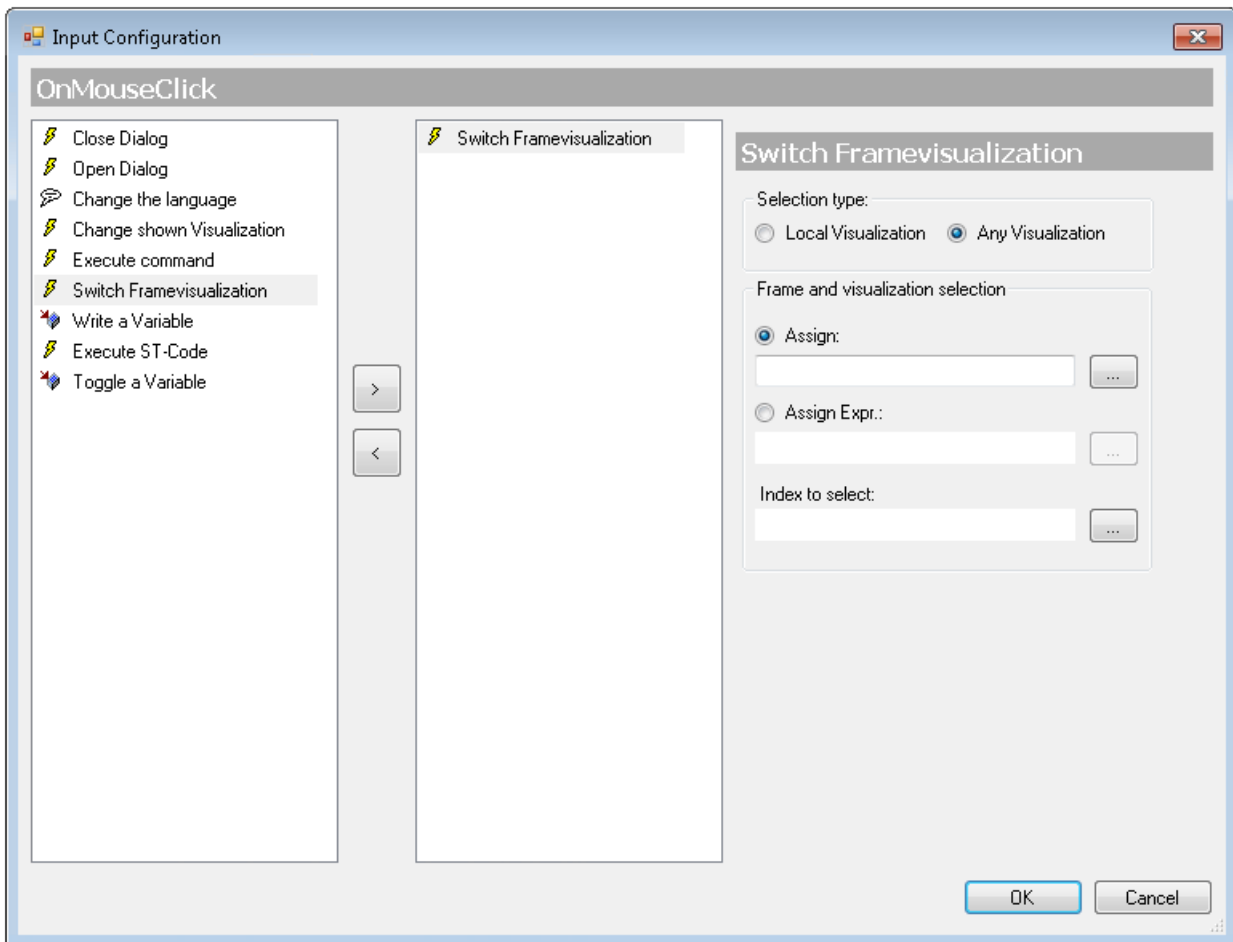 Input Configuration
OnMouseClick
Close Dialog
Open Dialog
Change the language
Change shown Visualization
Execute command
Switch Framevisualization
Write a Variable
Execute ST-Code
Toggle a Variable
>
<
Switch Framevisualization
Switch Framevisualization
Selection type:
Local Visualization Any Visualization
Frame and visualization selection
Assign:
...
Assign Expr.:
...
Index to select:
...
OK Cancel